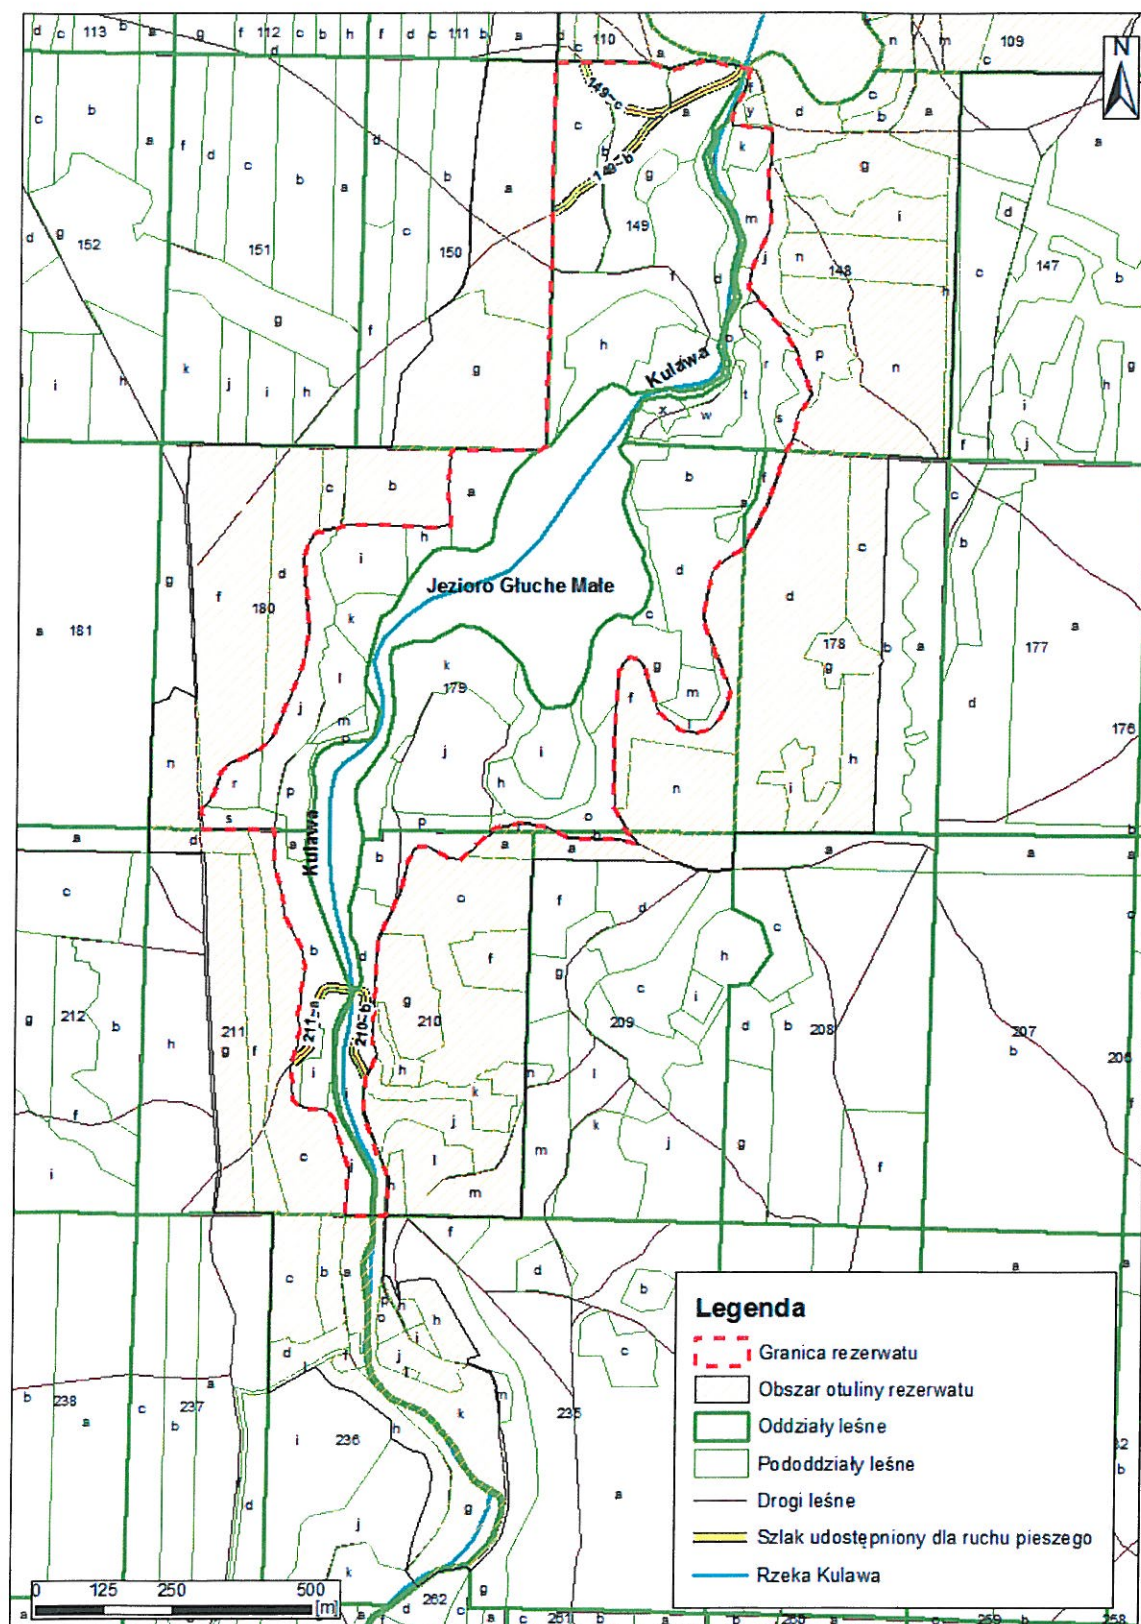 d c 113 b a g f 112 c b h f d c 111 b a d 110 a n m 109
d c c
N
149~c
149~b
c b a f d c b a d b a c b a g f y k d c b a g a
d g 152 151 c 150 149 m i d 147
j n 148 h c b
g f f d
h Kuława o r p n g
k j i h g x w t s i h
j i h f j
c b a b a f c c b
h i d
g f d 180 Jezioro Głuche Małe d d
a 181 k c 178 b a 177 a
l k 179 g g
j m f m d 176
n o j i l h
r p h n i
s p o b
a d a Kuława b a a a a b
c o f d c
b d f h
g 212 b 211 g 210 g c i d b 208 207 c
h g f 211~a 210~b 209 b 206
i h n l f
f c j k k
j j g f
i l m m
h
f
c b a d b a a
p n h
o i c
d l f j l
b 238 a c 237 a b m k 235
i 236 h
d g a
j
k
262 g
d c 261 b 260 a c 259 b 258
Legenda
Granica rezerwatu
Obszar otuliny rezerwatu
Oddziały leśne
Pododdziały leśne
Drogi leśne
Szlak udostępniony dla ruchu pieszego
Rzeka Kulawa
0 125 250 500
[m]